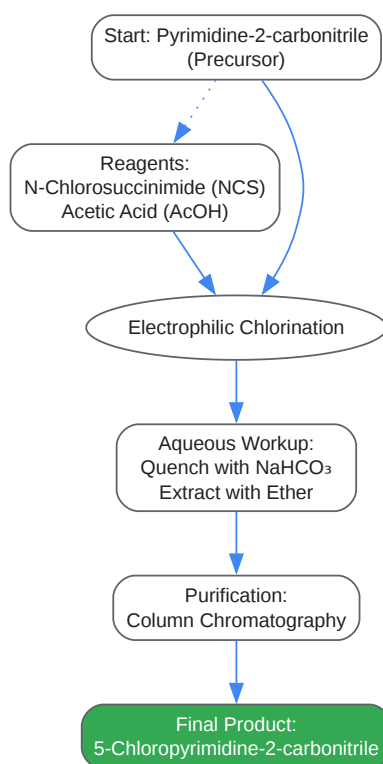 Start: Pyrimidine-2-carbonitrile
(Precursor)
Reagents:
N-Chlorosuccinimide (NCS)
Acetic Acid (AcOH)
Electrophilic Chlorination
Aqueous Workup:
Quench with NaHCO₃
Extract with Ether
Purification:
Column Chromatography
Final Product:
5-Chloropyrimidine-2-carbonitrile